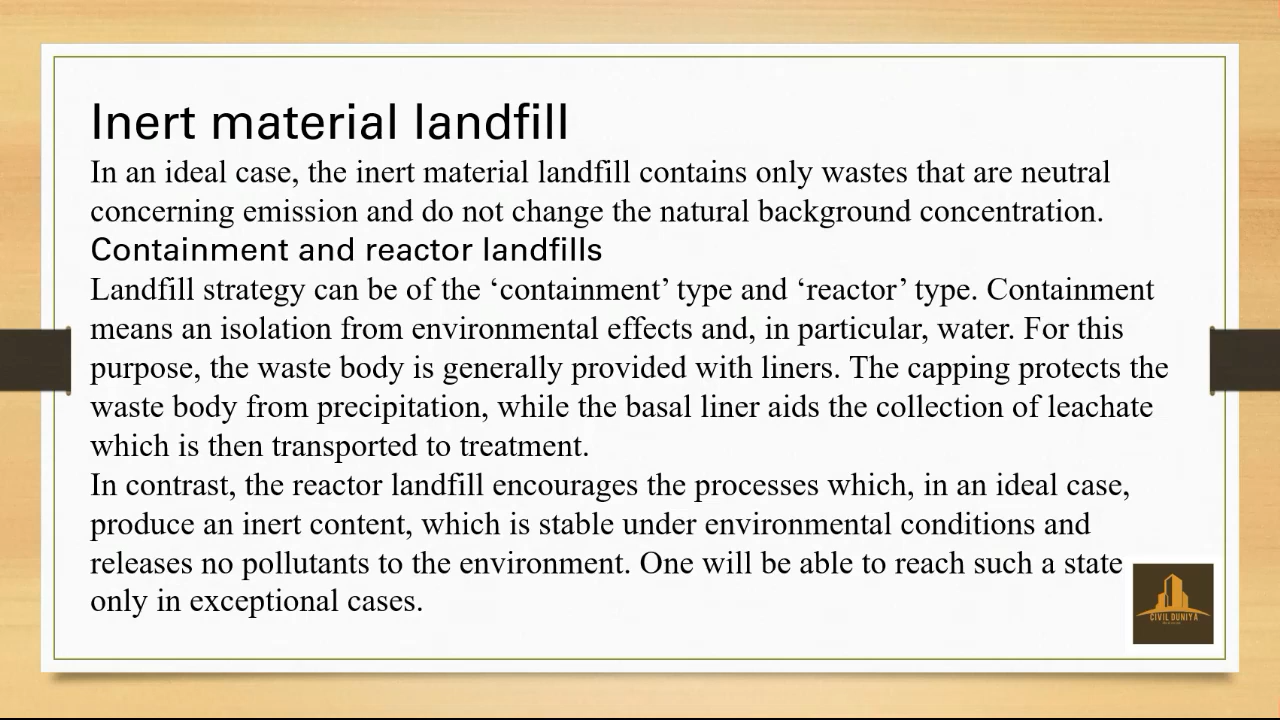 Inert material landfill
In an ideal case, the inert material landfill contains only wastes that are neutral
concerning emission and do not change the natural background concentration.
Containment and reactor landfills
Landfill strategy can be of the ‘containment’ type and ‘reactor’ type. Containment
means an isolation from environmental effects and, in particular, water. For this
purpose, the waste body is generally provided with liners. The capping protects the
waste body from precipitation, while the basal liner aids the collection of leachate
which is then transported to treatment.
In contrast, the reactor landfill encourages the processes which, in an ideal case,
produce an inert content, which is stable under environmental conditions and
releases no pollutants to the environment. One will be able to reach such a state
only in exceptional cases.
CIVIL DUNIYA